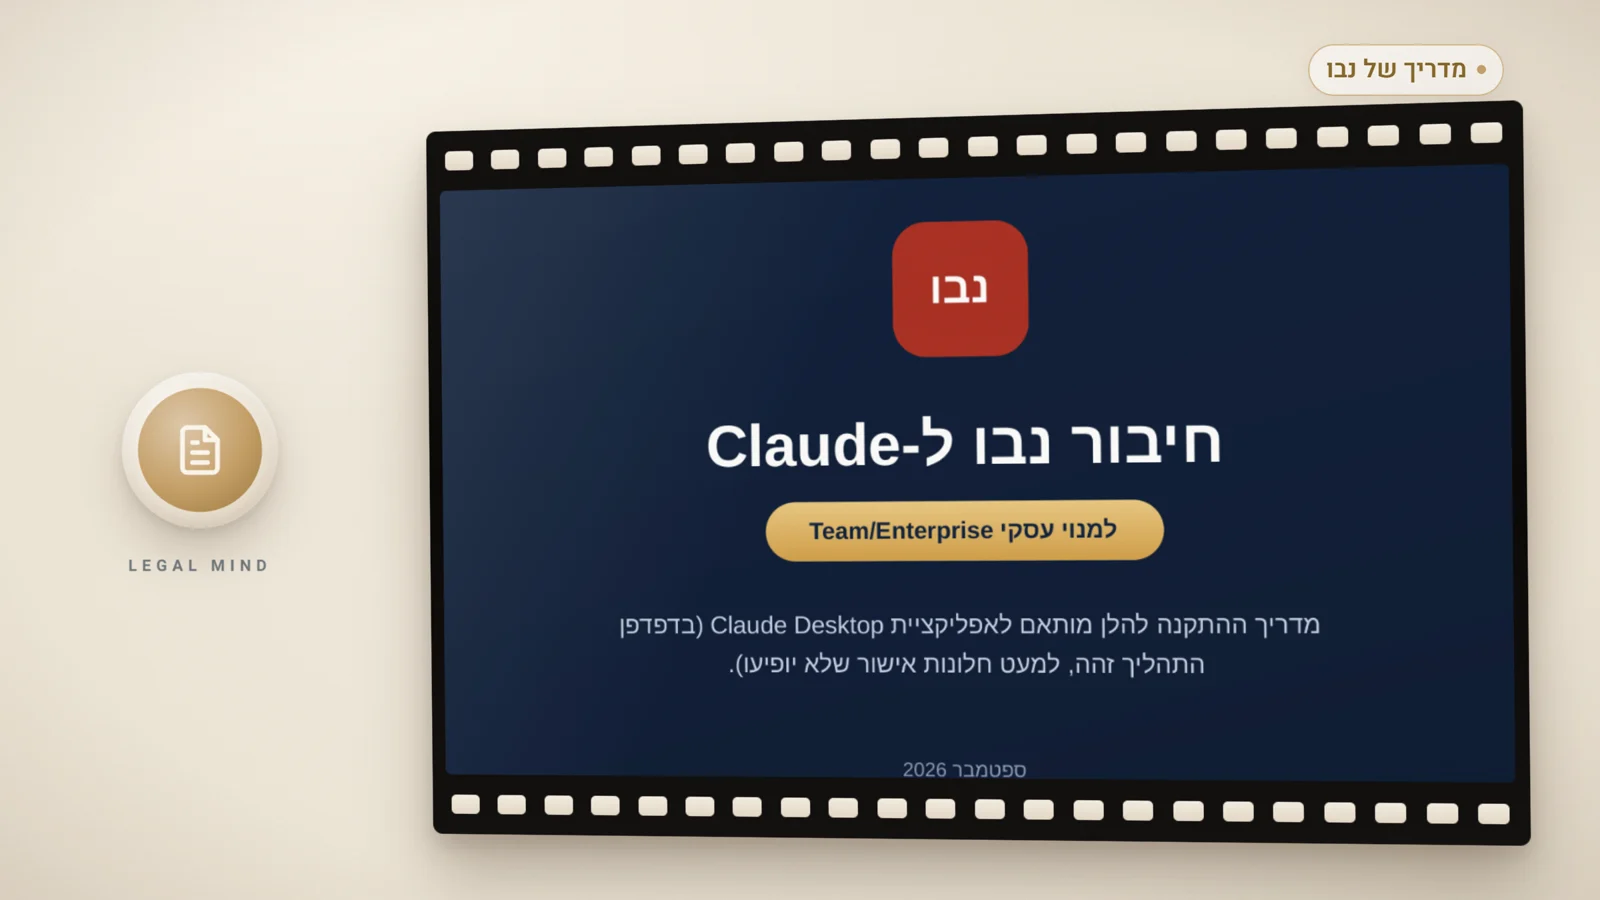 מדריך של נבו
נבו
חיבור נבו ל-Claude
למנוי עסקי Team/Enterprise
מדריך ההתקנה להלן מותאם לאפליקציית Claude Desktop (בדפדפן
התהליך זהה, למעט חלונות אישור שלא יופיעו).
ספטמבר 2026
LEGAL MIND